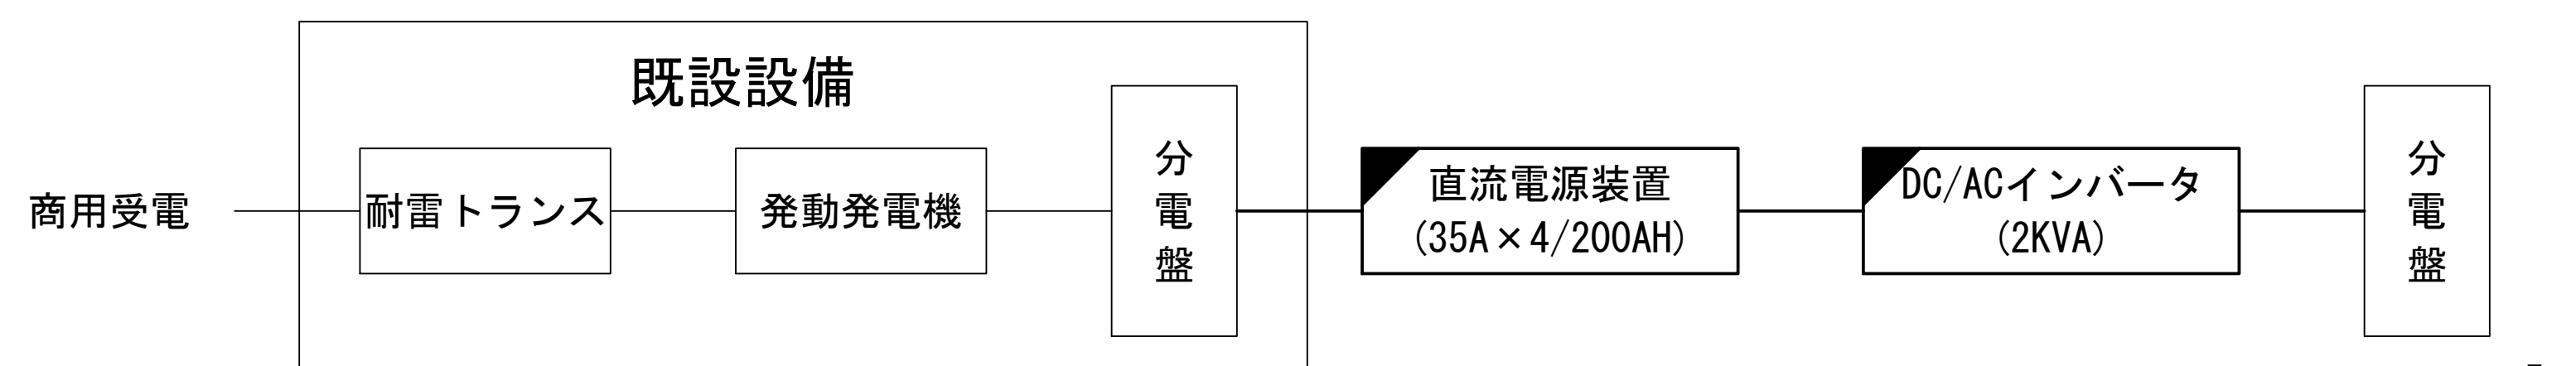 既設設備
商用受電
耐雷トランス
発動発電機
分電盤
直流電源装置
(35A×4/200AH)
DC/ACインバータ
(2KVA)
分電盤